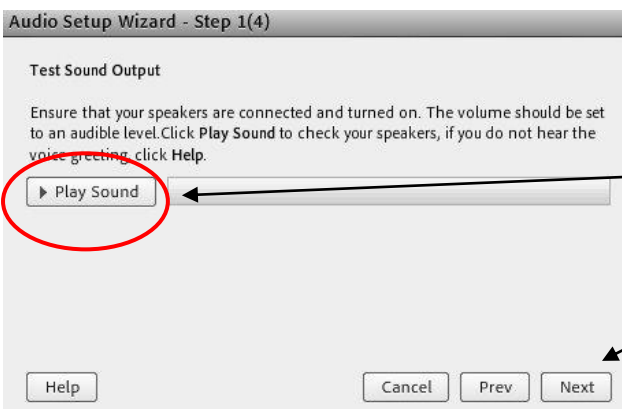 Audio Setup Wizard - Step 1(4)
Test Sound Output
Ensure that your speakers are connected and turned on. The volume should be set
to an audible level.Click Play Sound to check your speakers, if you do not hear the
voice greeting, click Help.
Play Sound
Help Cancel Prev Next